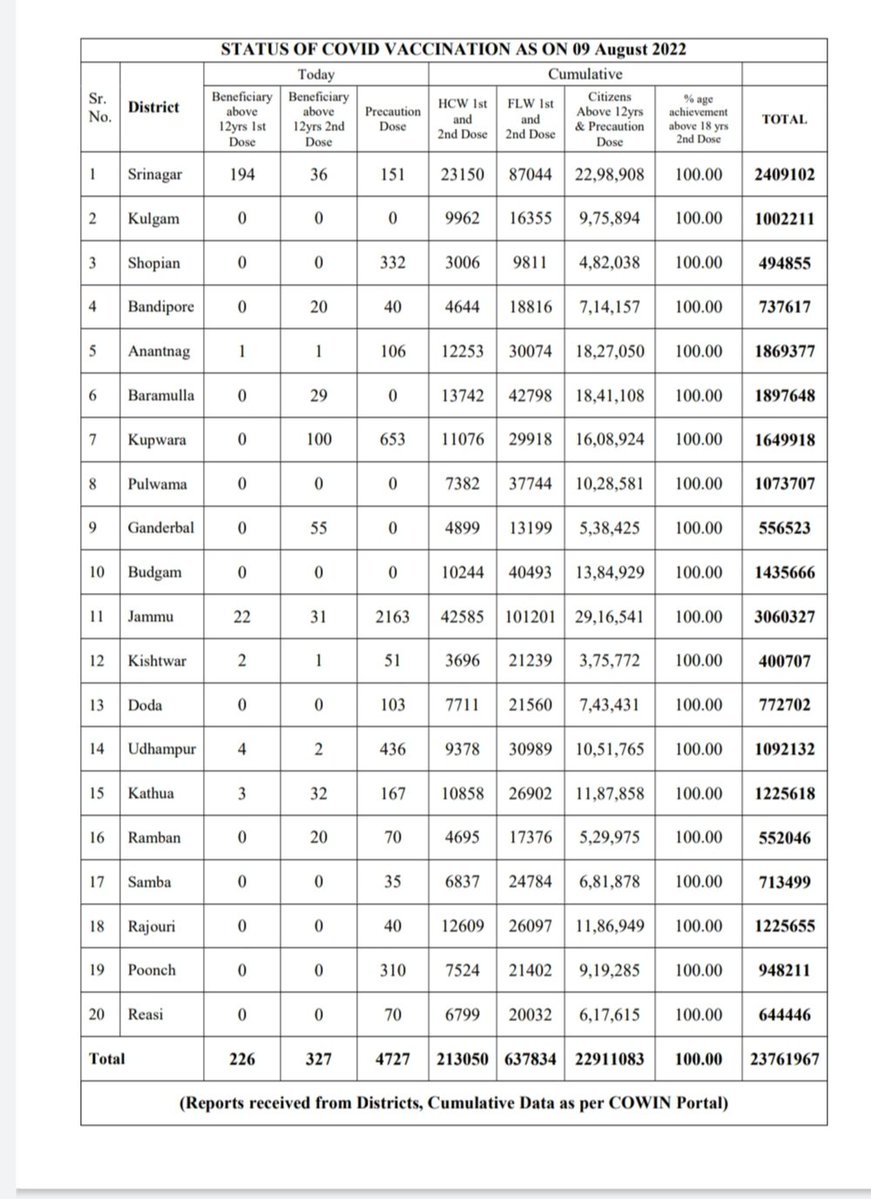 STATUS OF COVID VACCINATION AS ON 09 August 2022
Sr. No. District Today Cumulative
Beneficiary above 12yrs 1st Dose Beneficiary above 12yrs 2nd Dose Precaution Dose HCW 1st and 2nd Dose FLW 1st and 2nd Dose Citizens Above 12yrs & Precaution Dose % age achievement above 18 yrs 2nd Dose TOTAL
1 Srinagar 194 36 151 23150 87044 22,98,908 100.00 2409102
2 Kulgam 0 0 0 9962 16355 9,75,894 100.00 1002211
3 Shopian 0 0 332 3006 9811 4,82,038 100.00 494855
4 Bandipore 0 20 40 4644 18816 7,14,157 100.00 737617
5 Anantnag 1 1 106 12253 30074 18,27,050 100.00 1869377
6 Baramulla 0 29 0 13742 42798 18,41,108 100.00 1897648
7 Kupwara 0 100 653 11076 29918 16,08,924 100.00 1649918
8 Pulwama 0 0 0 7382 37744 10,28,581 100.00 1073707
9 Ganderbal 0 55 0 4899 13199 5,38,425 100.00 556523
10 Budgam 0 0 0 10244 40493 13,84,929 100.00 1435666
11 Jammu 22 31 2163 42585 101201 29,16,541 100.00 3060327
12 Kishtwar 2 1 51 3696 21239 3,75,772 100.00 400707
13 Doda 0 0 103 7711 21560 7,43,431 100.00 772702
14 Udhampur 4 2 436 9378 30989 10,51,765 100.00 1092132
15 Kathua 3 32 167 10858 26902 11,87,858 100.00 1225618
16 Ramban 0 20 70 4695 17376 5,29,975 100.00 552046
17 Samba 0 0 35 6837 24784 6,81,878 100.00 713499
18 Rajouri 0 0 40 12609 26097 11,86,949 100.00 1225655
19 Poonch 0 0 310 7524 21402 9,19,285 100.00 948211
20 Reasi 0 0 70 6799 20032 6,17,615 100.00 644446
Total 226 327 4727 213050 637834 22911083 100.00 23761967
(Reports received from Districts, Cumulative Data as per COWIN Portal)